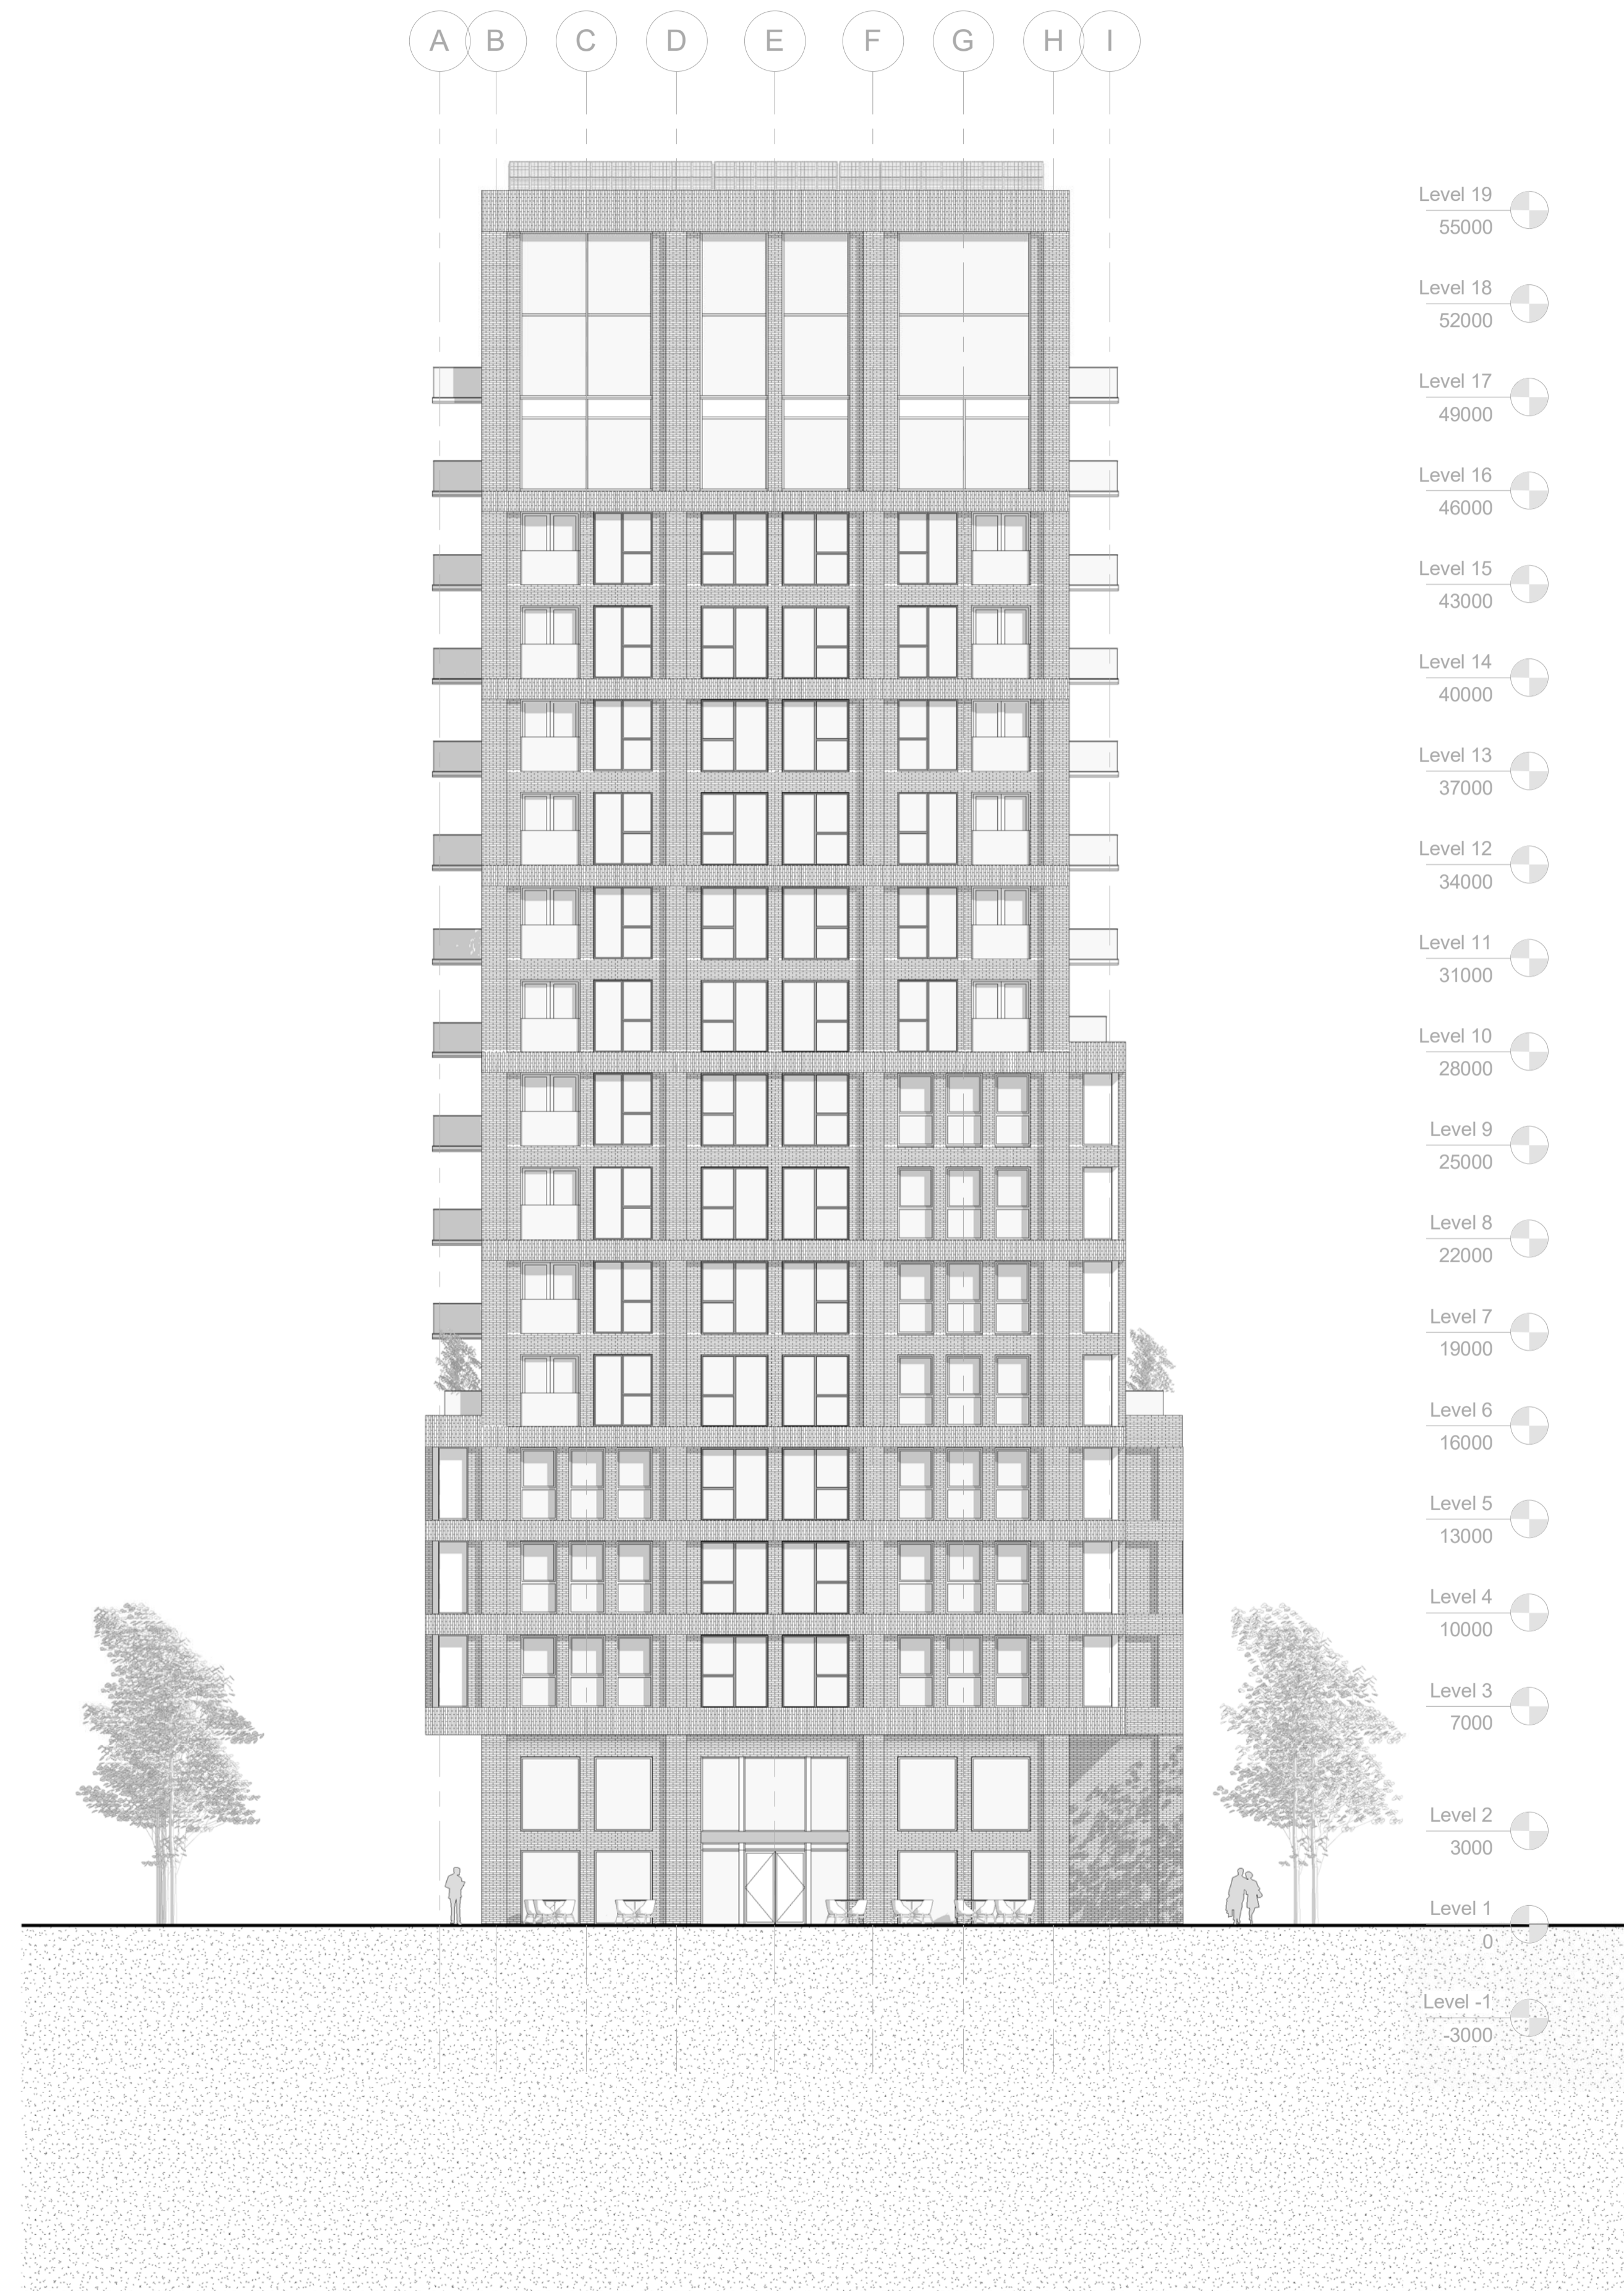 A B C D E F G H I
Level 19
55000
Level 18
52000
Level 17
49000
Level 16
46000
Level 15
43000
Level 14
40000
Level 13
37000
Level 12
34000
Level 11
31000
Level 10
28000
Level 9
25000
Level 8
22000
Level 7
19000
Level 6
16000
Level 5
13000
Level 4
10000
Level 3
7000
Level 2
3000
Level 1
0
Level -1
-3000